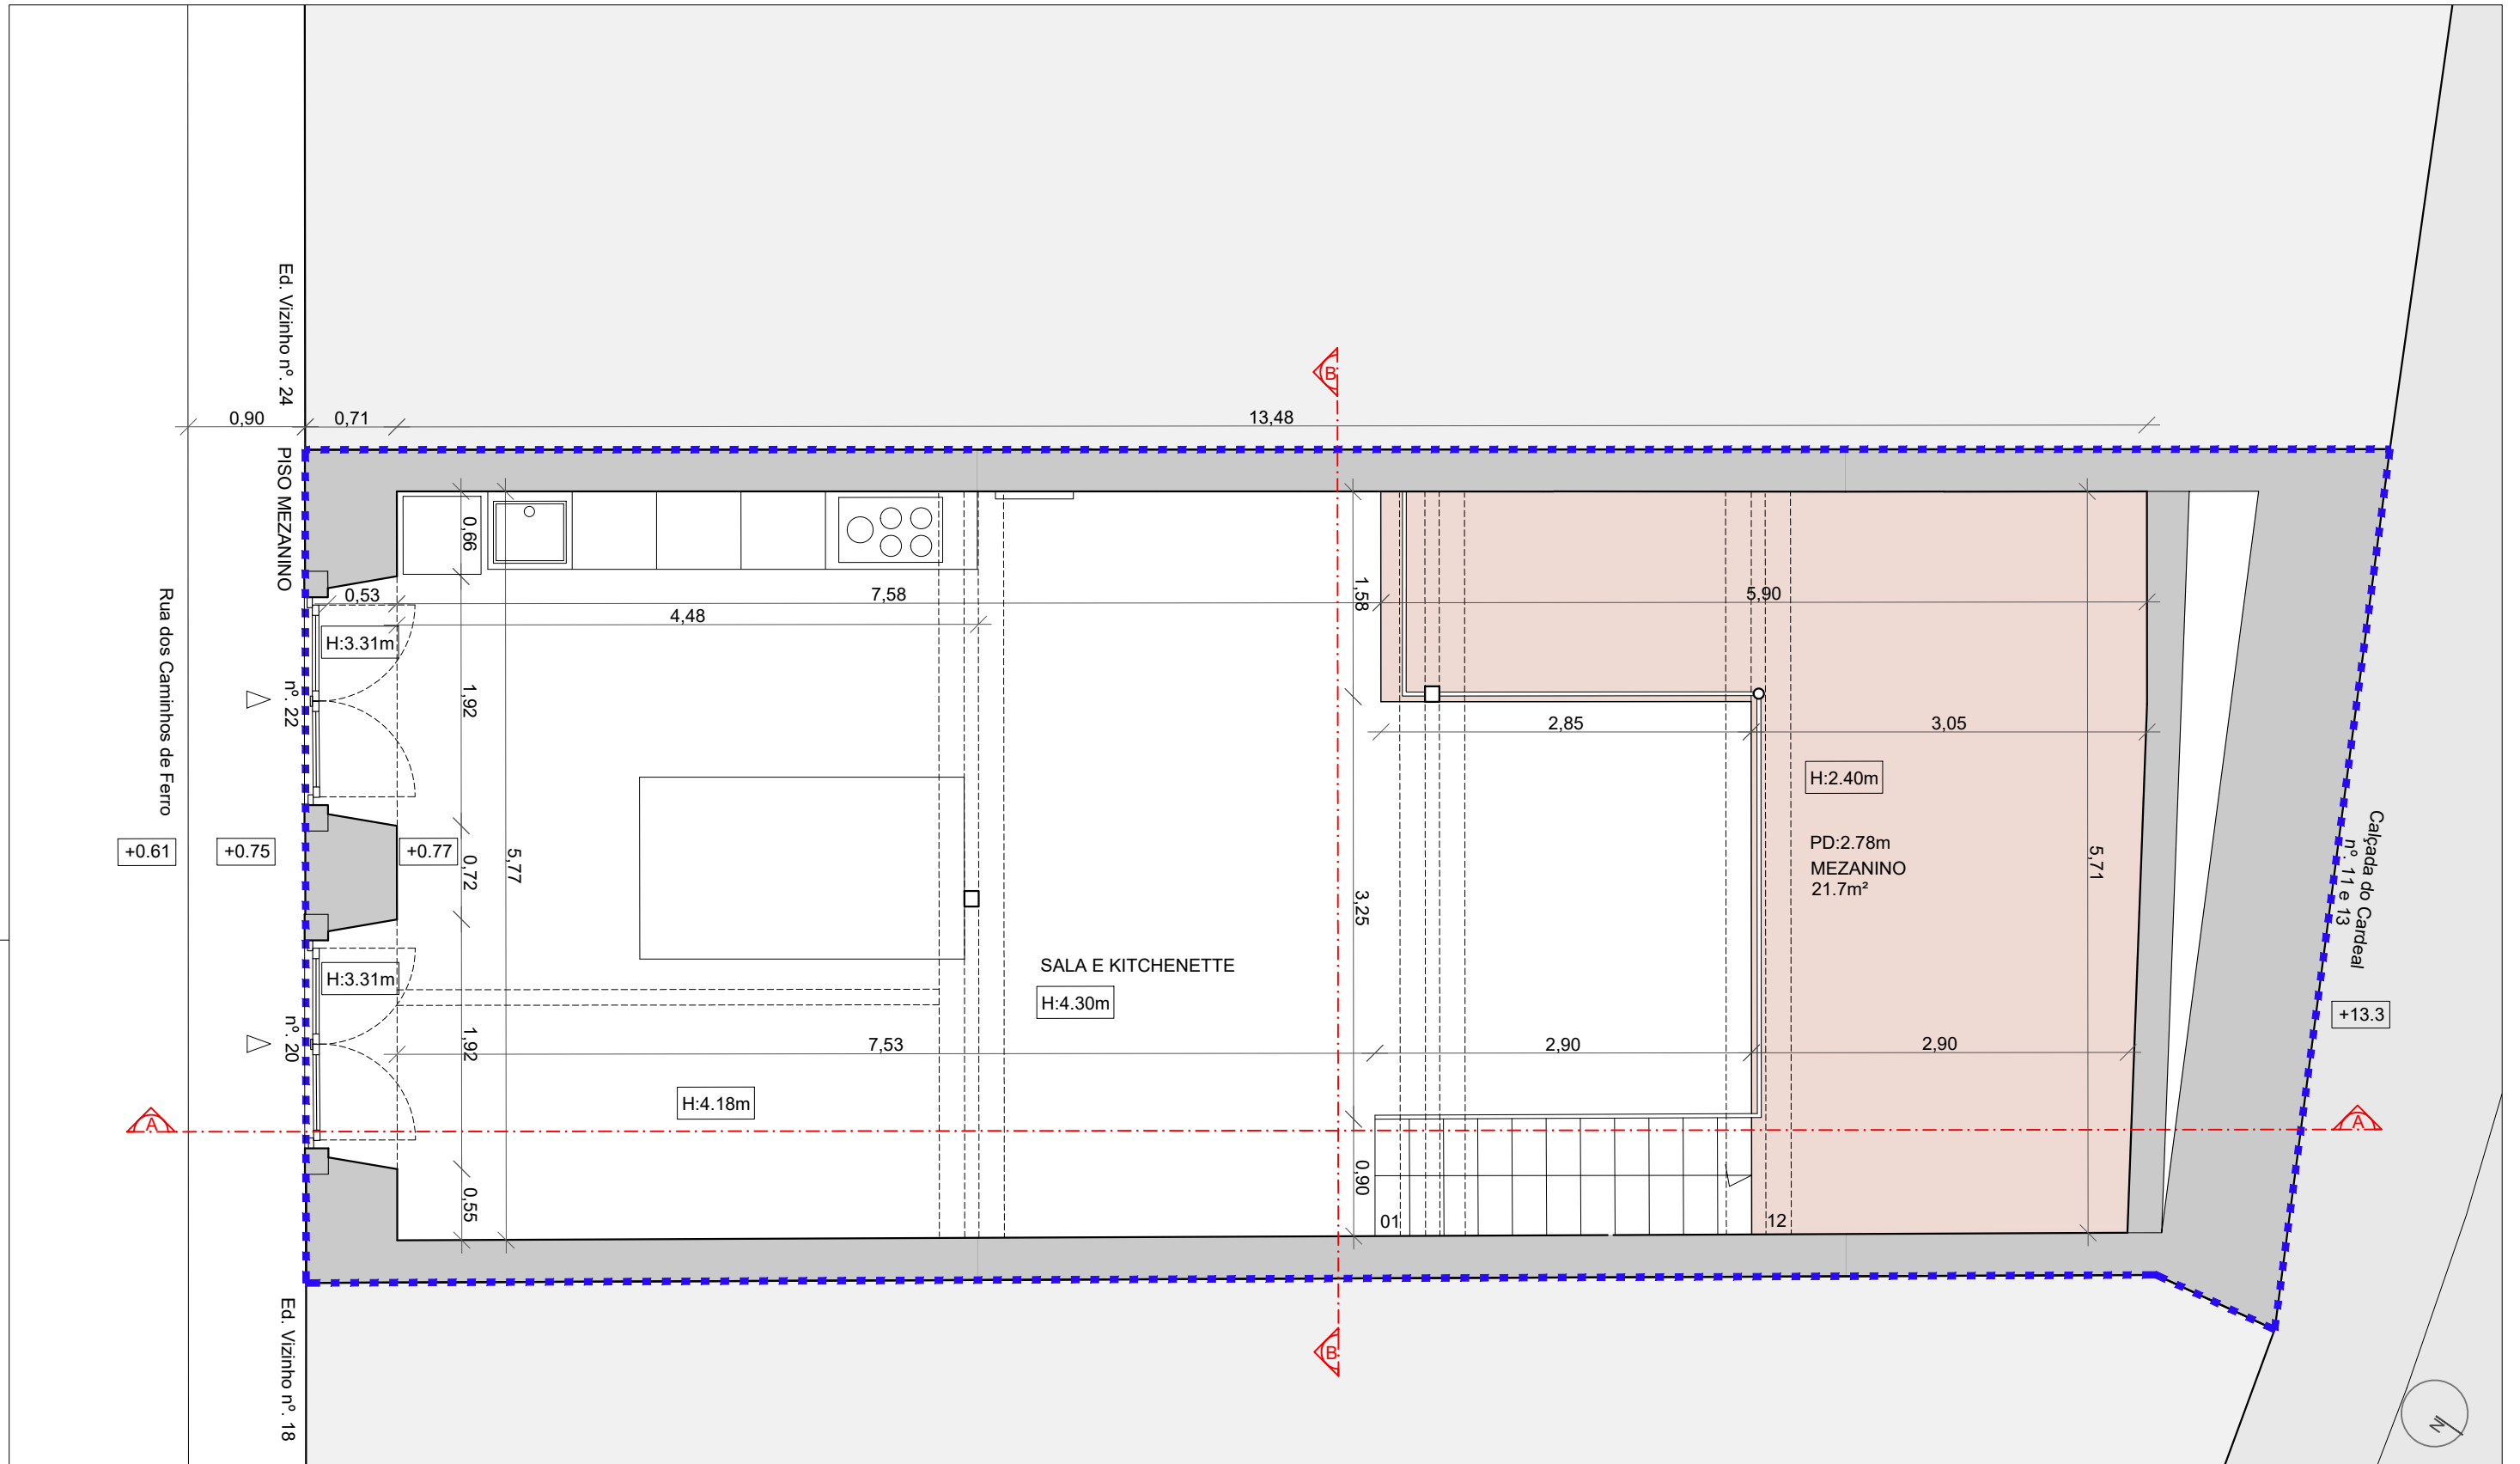 B
0,90
0,71
13,48
Ed. Vizinho nº. 24
PISO MEZANINO
Rua dos Caminhos de Ferro
0,66
0,53
7,58
1,58
5,90
4,48
H:3.31m
nº. 22
1,92
2,85
3,05
H:2.40m
+0.61
+0.75
+0.77
0,72
5,77
PD:2.78m
MEZANINO
21.7m²
5,71
Calçada do Cardeal
nº. 11 e 13
3,25
SALA E KITCHENETTE
H:4.30m
H:3.31m
+13.3
nº. 20
1,92
7,53
2,90
2,90
H:4.18m
A
A
0,55
0,90
01
12
Ed. Vizinho nº. 18
B
N